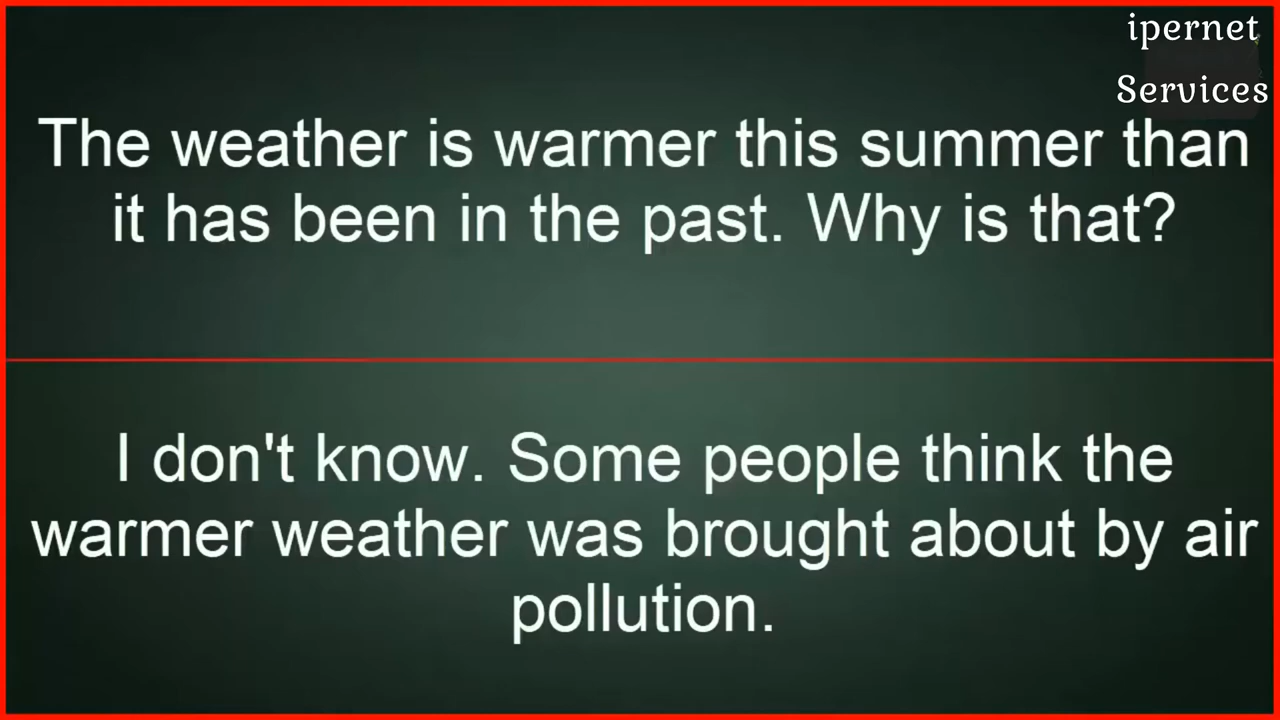 ipernet
Services
The weather is warmer this summer than
it has been in the past. Why is that?
I don't know. Some people think the
warmer weather was brought about by air
pollution.